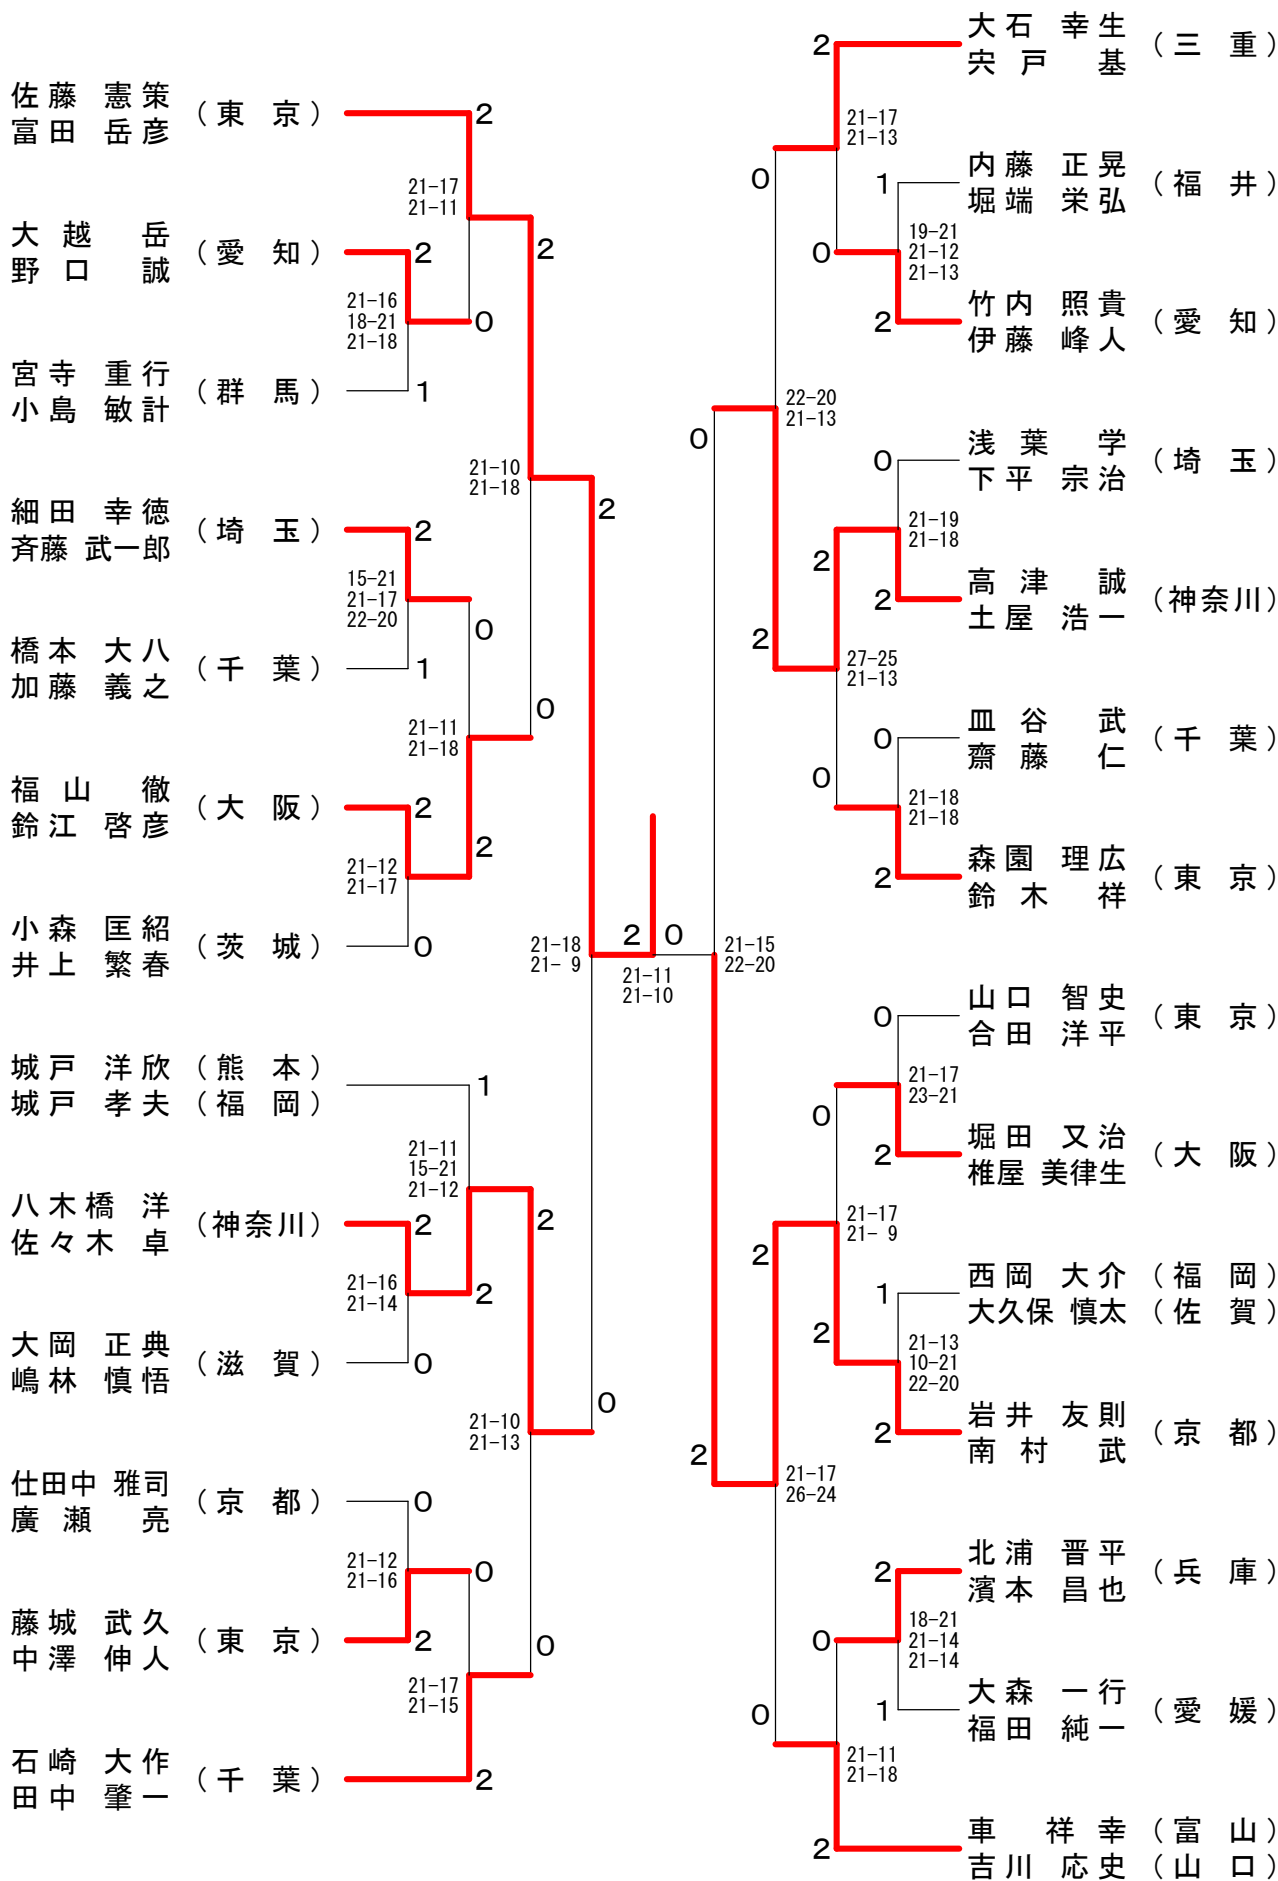 佐藤 憲策
富田 岳彦
（東 京）
2
21-17
21-11
大越 岳
野口 誠
（愛 知）
2
21-16
18-21
21-18
0
宮寺 重行
小島 敏計
（群 馬）
1
2
21-10
21-18
細田 幸徳
斉藤 武一郎
（埼 玉）
2
15-21
21-17
22-20
0
橋本 大八
加藤 義之
（千 葉）
1
21-11
21-18
0
福山 徹
鈴江 啓彦
（大 阪）
2
21-12
21-17
2
小森 匡紹
井上 繁春
（茨 城）
0
2
21-18
21- 9
城戸 洋欣（熊 本）
城戸 孝夫（福 岡）
1
21-11
15-21
21-12
八木橋 洋
佐々木 卓
（神奈川）
2
21-16
21-14
2
大岡 正典
嶋林 慎悟
（滋 賀）
0
2
21-10
21-13
0
仕田中 雅司
廣瀬 亮
（京 都）
0
21-12
21-16
0
藤城 武久
中澤 伸人
（東 京）
2
21-17
21-15
0
石崎 大作
田中 肇一
（千 葉）
2
2
0
21-11
21-10
2
大石 幸生
宍戸 基
（三 重）
21-17
21-13
0
1
内藤 正晃
堀端 栄弘
（福 井）
0
19-21
21-12
21-13
2
竹内 照貴
伊藤 峰人
（愛 知）
22-20
21-13
0
0
浅葉 学
下平 宗治
（埼 玉）
21-19
21-18
2
2
高津 誠
土屋 浩一
（神奈川）
2
27-25
21-13
0
皿谷 武
齋藤 仁
（千 葉）
0
21-18
21-18
2
森園 理広
鈴木 祥
（東 京）
21-15
22-20
0
山口 智史
合田 洋平
（東 京）
21-17
23-21
0
2
堀田 又治
椎屋 美律生
（大 阪）
21-17
21- 9
2
1
西岡 大介（福 岡）
大久保 慎太（佐 賀）
2
21-13
10-21
22-20
2
岩井 友則
南村 武
（京 都）
2
21-17
26-24
2
北浦 晋平
濱本 昌也
（兵 庫）
0
18-21
21-14
21-14
1
大森 一行
福田 純一
（愛 媛）
0
21-11
21-18
2
車 祥幸（富 山）
吉川 応史（山 口）